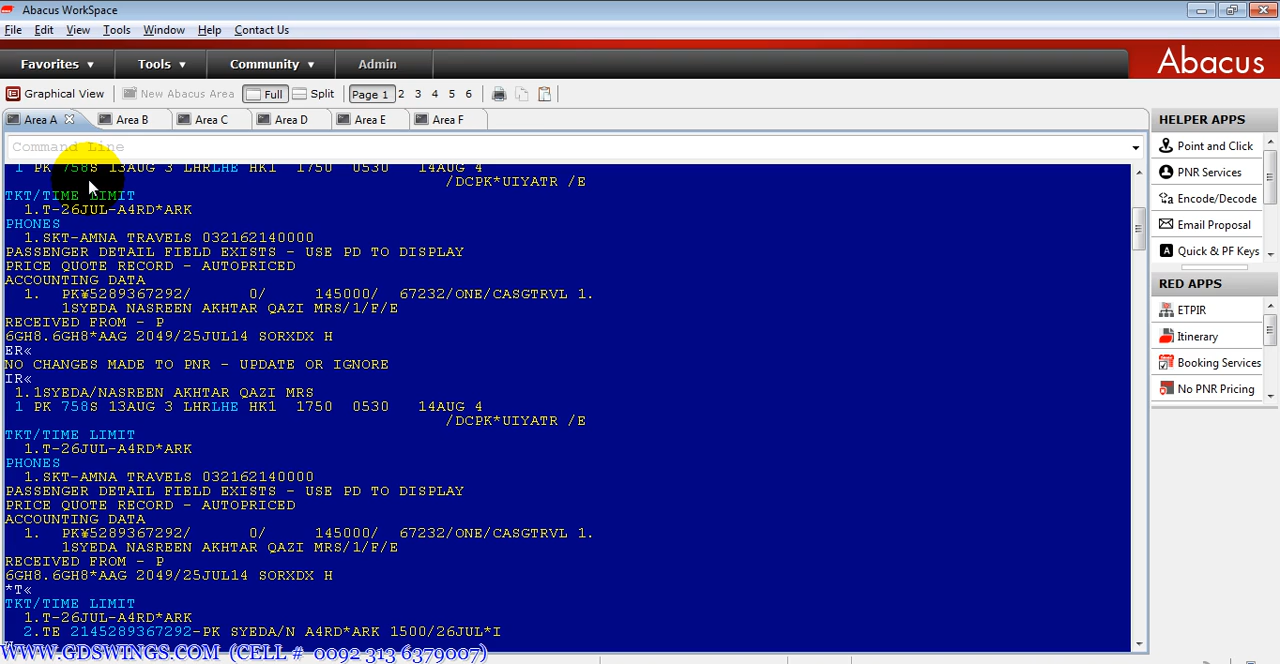 Abacus WorkSpace
File Edit View Tools Window Help Contact Us
Favorites Tools Community Admin
Abacus
Graphical View New Abacus Area Full Split Page 1 2 3 4 5 6
Area A Area B Area C Area D Area E Area F
Command Line
1 PK 758S 13AUG 3 LHRLHE HK1 1750 0530 14AUG 4
/DCPK*UIYATR /E
TKT/TIME LIMIT
1.T-26JUL-A4RD*ARK
PHONES
1.SKT-AMNA TRAVELS 032162140000
PASSENGER DETAIL FIELD EXISTS - USE PD TO DISPLAY
PRICE QUOTE RECORD - AUTOPRICED
ACCOUNTING DATA
1. PK¥5289367292/ 0/ 145000/ 67232/ONE/CASGTRVL 1.
1SYEDA NASREEN AKHTAR QAZI MRS/1/F/E
RECEIVED FROM - P
6GH8.6GH8*AAG 2049/25JUL14 SORXDX H
ER«
NO CHANGES MADE TO PNR - UPDATE OR IGNORE
IR«
1.1SYEDA/NASREEN AKHTAR QAZI MRS
1 PK 758S 13AUG 3 LHRLHE HK1 1750 0530 14AUG 4
/DCPK*UIYATR /E
TKT/TIME LIMIT
1.T-26JUL-A4RD*ARK
PHONES
1.SKT-AMNA TRAVELS 032162140000
PASSENGER DETAIL FIELD EXISTS - USE PD TO DISPLAY
PRICE QUOTE RECORD - AUTOPRICED
ACCOUNTING DATA
1. PK¥5289367292/ 0/ 145000/ 67232/ONE/CASGTRVL 1.
1SYEDA NASREEN AKHTAR QAZI MRS/1/F/E
RECEIVED FROM - P
6GH8.6GH8*AAG 2049/25JUL14 SORXDX H
*T«
TKT/TIME LIMIT
1.T-26JUL-A4RD*ARK
2.TE 2145289367292-PK SYEDA/N A4RD*ARK 1500/26JUL*I
WWW.GDSWINGS.COM (CELL # 0092 313 6379007)
HELPER APPS
Point and Click
PNR Services
Encode/Decode
Email Proposal
Quick & PF Keys
RED APPS
ETPIR
Itinerary
Booking Services
No PNR Pricing